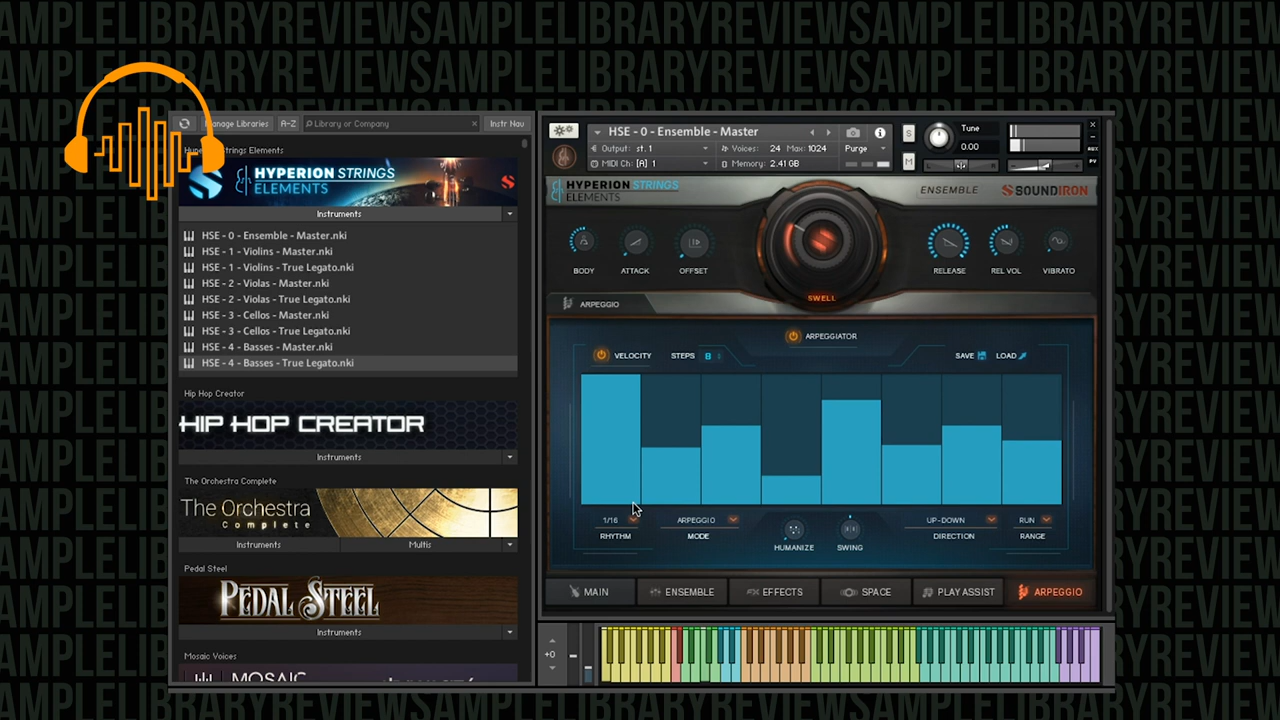 AMPLELIBRARYREVIEWSAMPLELIBRARYREVIEWSAMPLE
Manage Libraries
A-Z
Library or Company
×
Instr Nav
Strings Elements
HYPERION STRINGS
ELEMENTS
Instruments
HSE - 0 - Ensemble - Master.nki
HSE - 1 - Violins - Master.nki
HSE - 1 - Violins - True Legato.nki
HSE - 2 - Violas - Master.nki
HSE - 2 - Violas - True Legato.nki
HSE - 3 - Cellos - Master.nki
HSE - 3 - Cellos - True Legato.nki
HSE - 4 - Basses - Master.nki
HSE - 4 - Basses - True Legato.nki
Hip Hop Creator
HIP HOP CREATOR
Instruments
The Orchestra Complete
The Orchestra
Complete
Instruments Multis
Pedal Steel
PEDAL STEEL
Instruments
Mosaic Voices
MOSAIC
HSE - 0 - Ensemble - Master
Output: st. 1 Voices: 24 Max: 1024 Purge
MIDI Ch: [A] 1 Memory: 2.41 GB
S
M
Tune
0.00
AUX
PV
HYPERION STRINGS
ELEMENTS
ENSEMBLE SOUNDIRON
BODY ATTACK OFFSET SWELL RELEASE REL VOL VIBRATO
ARPEGGIO
ARPEGGIATOR
VELOCITY STEPS 8 SAVE LOAD
1/16 ARPEGGIO UP-DOWN RUN
RHYTHM MODE HUMANIZE SWING DIRECTION RANGE
MAIN ENSEMBLE FX EFFECTS SPACE PLAY ASSIST ARPEGGIO
+0